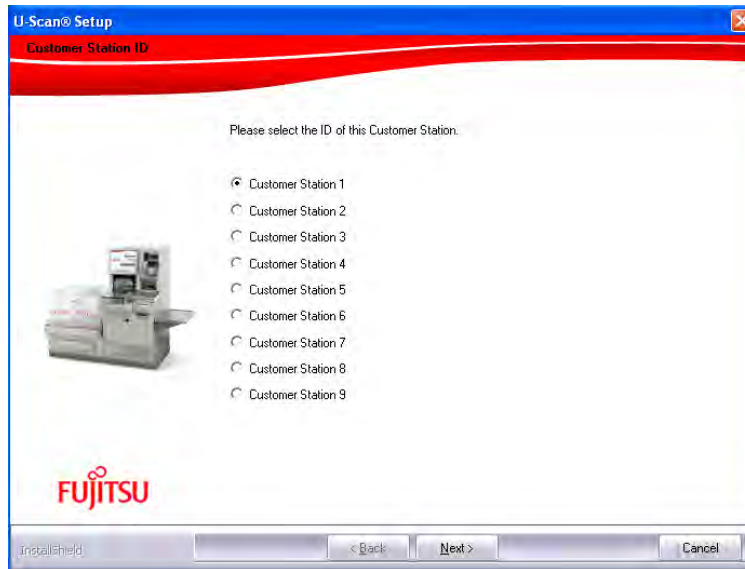 U-Scan® Setup
Customer Station ID
Please select the ID of this Customer Station.
Customer Station 1
Customer Station 2
Customer Station 3
Customer Station 4
Customer Station 5
Customer Station 6
Customer Station 7
Customer Station 8
Customer Station 9
FUJITSU
InstallShield
< Back
Next >
Cancel